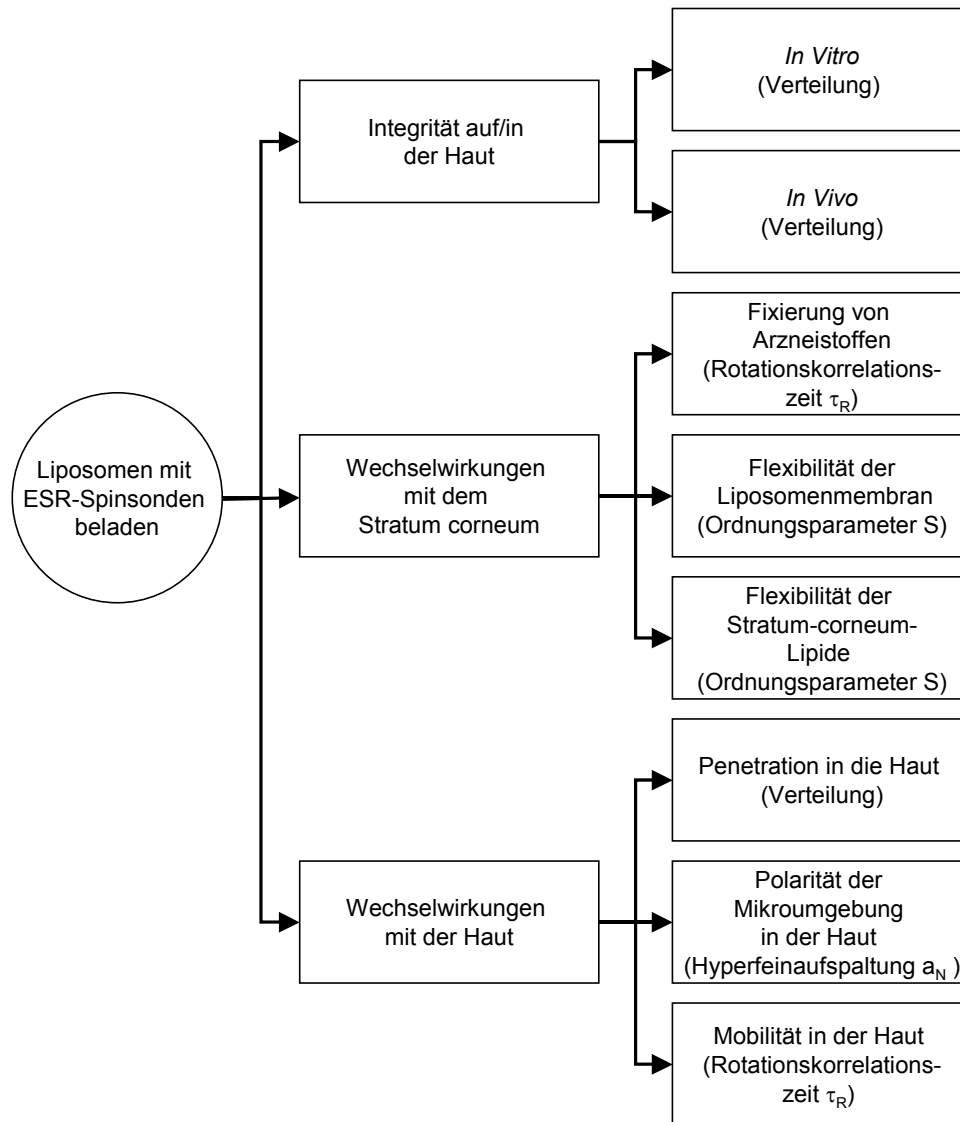 Liposomen mit
ESR-Spinsonden
beladen
Integrität auf/in
der Haut
In Vitro
(Verteilung)
In Vivo
(Verteilung)
Wechselwirkungen
mit dem
Stratum corneum
Fixierung von
Arzneistoffen
(Rotationskorrelations-
zeit τR)
Flexibilität der
Liposomenmembran
(Ordnungsparameter S)
Flexibilität der
Stratum-corneum-
Lipide
(Ordnungsparameter S)
Wechselwirkungen
mit der Haut
Penetration in die Haut
(Verteilung)
Polarität der
Mikroumgebung
in der Haut
(Hyperfeinaufspaltung aN )
Mobilität in der Haut
(Rotationskorrelations-
zeit τR)